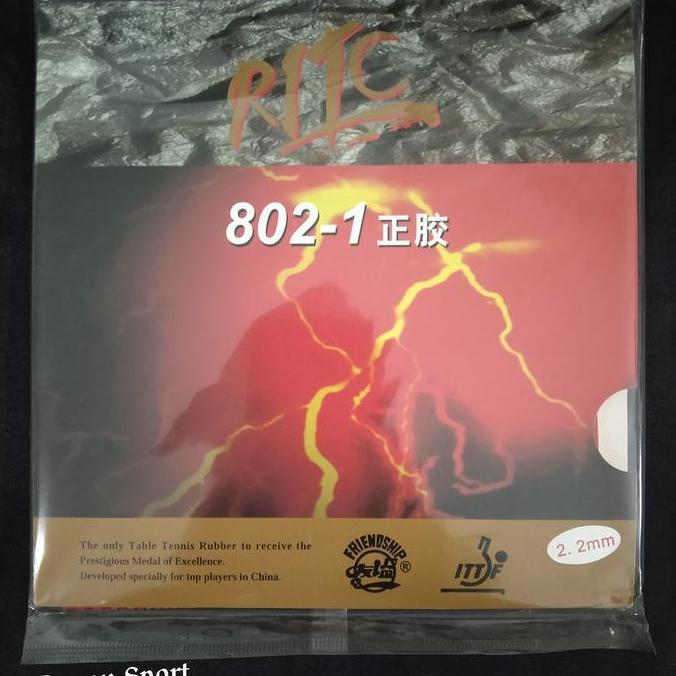 RITC
802-1 正胶
The only Table Tennis Rubber to receive the
Prestigious Medal of Excellence.
Developed specially for top players in China.
FRIENDSHIP
友谊
®
ITTF
2.2mm
Sport